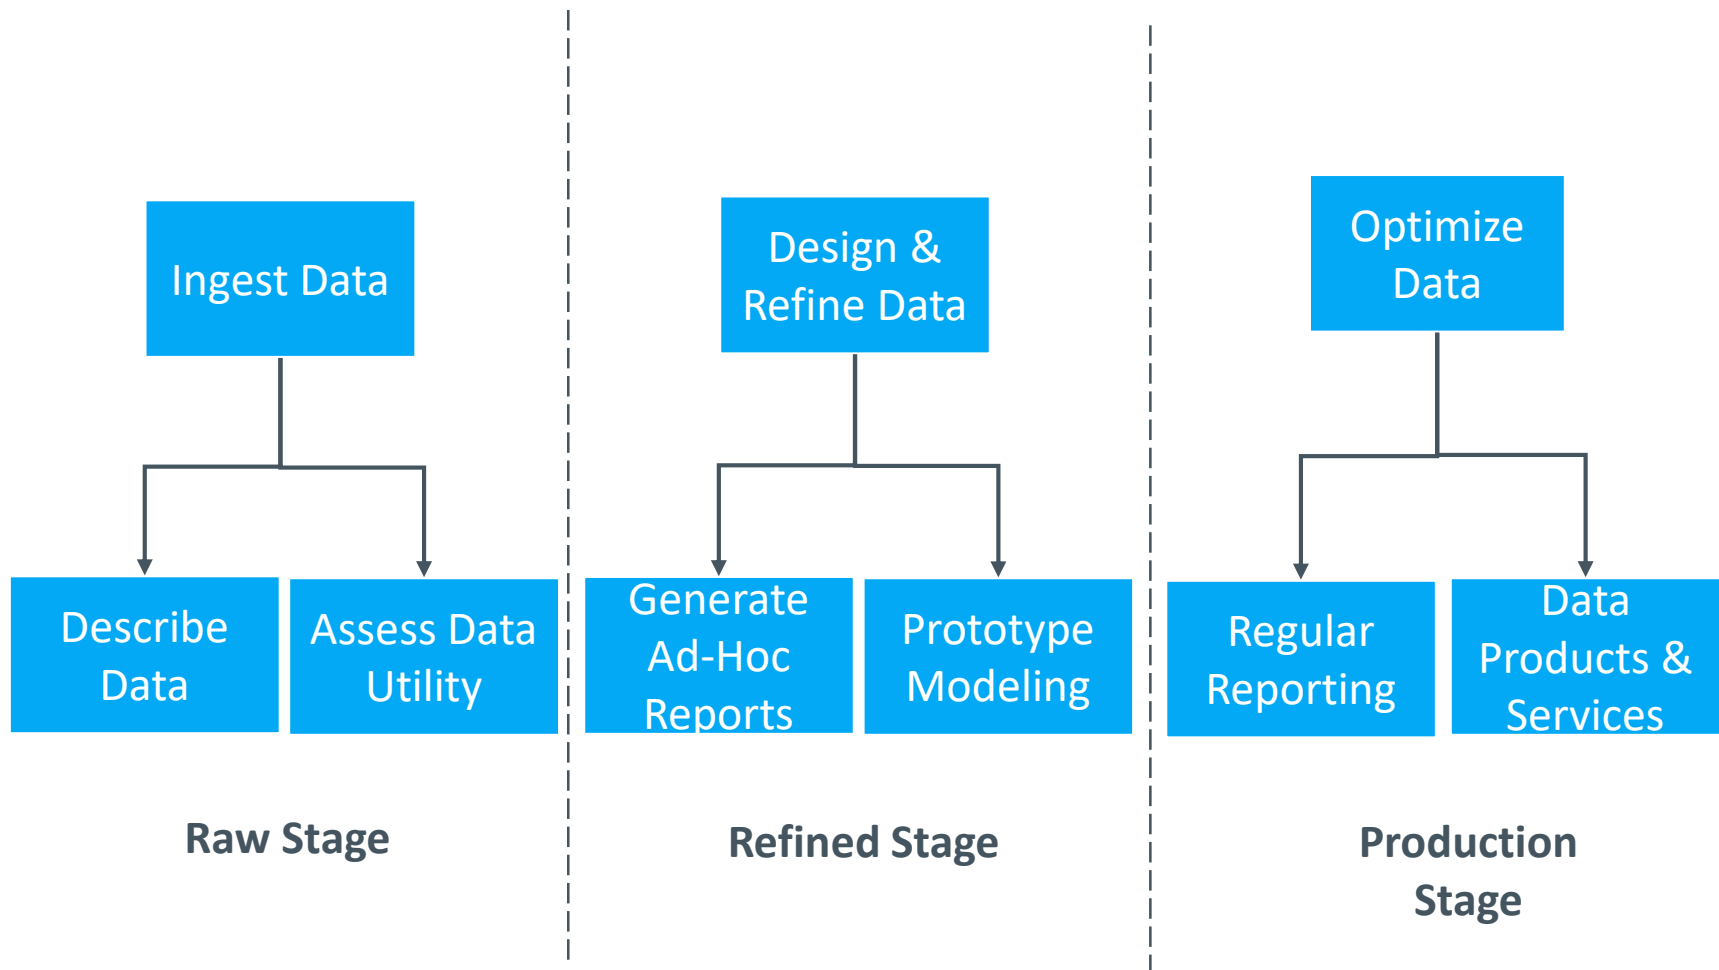 Ingest Data
Describe
Data
Assess Data
Utility
Raw Stage
Design &
Refine Data
Generate
Ad-Hoc
Reports
Prototype
Modeling
Refined Stage
Optimize
Data
Regular
Reporting
Data
Products &
Services
Production
Stage